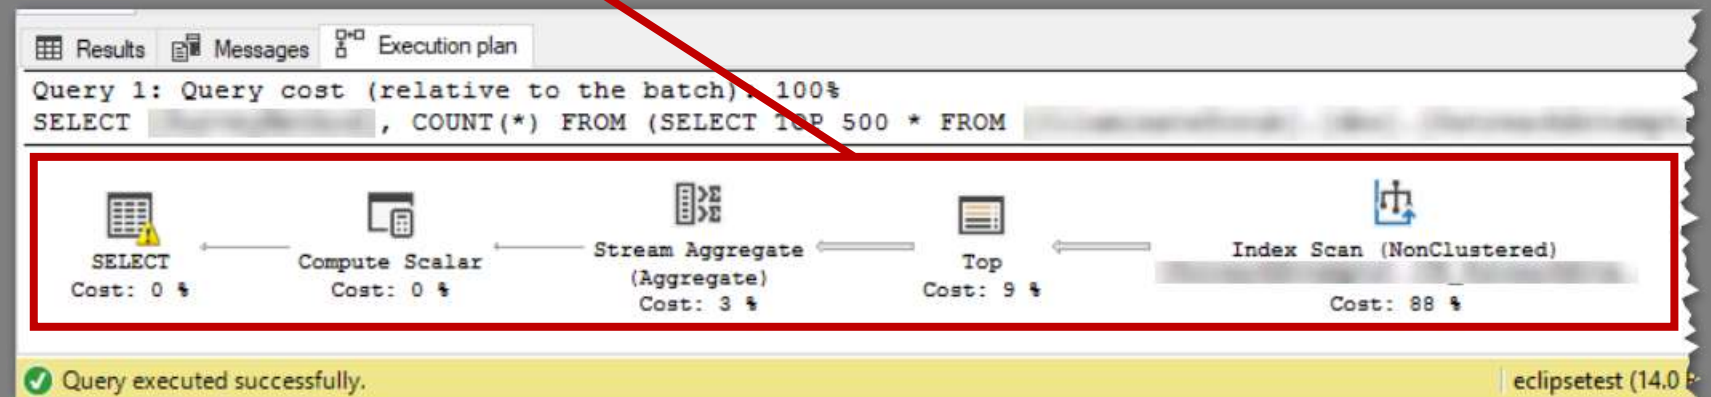 Results Messages Execution plan
Query 1: Query cost (relative to the batch): 100%
SELECT , COUNT(*) FROM (SELECT TOP 500 * FROM
SELECT
Cost: 0 %
Compute Scalar
Cost: 0 %
Stream Aggregate
(Aggregate)
Cost: 3 %
Top
Cost: 9 %
Index Scan (NonClustered)
Cost: 88 %
Query executed successfully.
eclipsetest (14.0